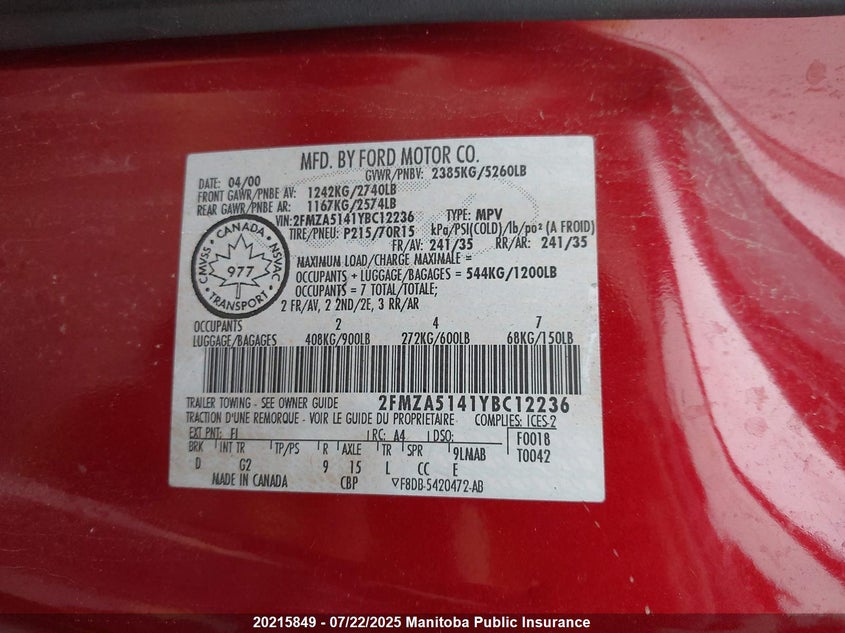 MFD. BY FORD MOTOR CO.
DATE: 04/00 GVWR/PNBV: 2385KG/5260LB
FRONT GAWR/PNBE AV: 1242KG/2740LB
REAR GAWR/PNBE AR: 1167KG/2574LB
VIN:2FMZA5141YBC12236 TYPE: MPV
TIRE/PNEU: P215/70R15 kPa/PSI(COLD)/lb/po² (A FROID)
FR/AV: 241/35 RR/AR: 241/35
MAXIMUM LOAD/CHARGE MAXIMALE =
OCCUPANTS + LUGGAGE/BAGAGES = 544KG/1200LB
OCCUPANTS = 7 TOTAL/TOTALE;
2 FR/AV, 2 2ND/2E, 3 RR/AR
CANADA
CMVSS NSVAC
977
TRANSPORT
OCCUPANTS 2 4 7
LUGGAGE/BAGAGES 408KG/900LB 272KG/600LB 68KG/150LB
TRAILER TOWING - SEE OWNER GUIDE 2FMZA5141YBC12236
TRACTION D'UNE REMORQUE - VOIR LE GUIDE DU PROPRIETAIRE COMPLIES: ICES-2
EXT PNT: FI RC: A4 DSO: F0018
BRK INT TR TP/PS R AXLE TR SPR 9LMAB T0042
D G2 9 15 L CC E
MADE IN CANADA CBP ▽F8DB-5420472-AB
20215849 - 07/22/2025 Manitoba Public Insurance